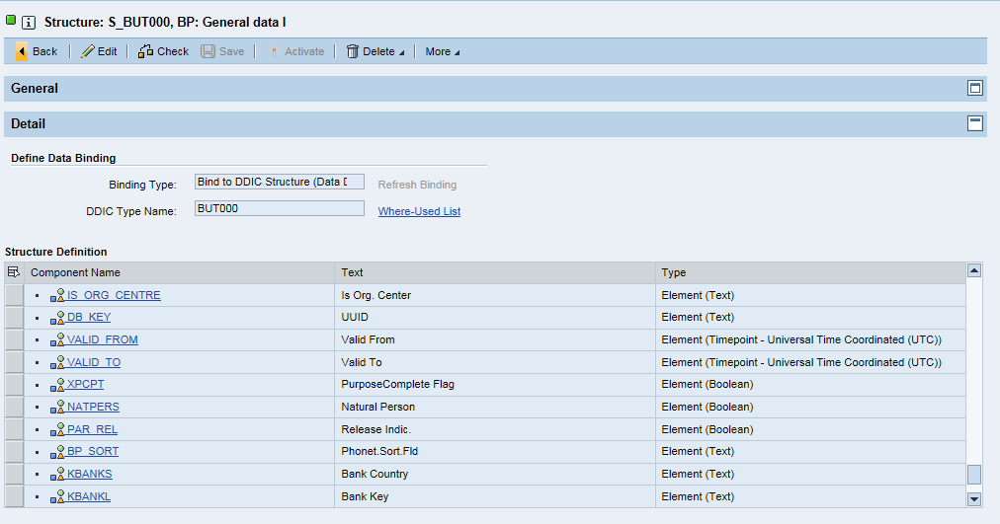 Structure: S_BUT000, BP: General data I
Back Edit Check Save Activate Delete More
General
Detail
Define Data Binding
Binding Type: Bind to DDIC Structure (Data D Refresh Binding
DDIC Type Name: BUT000 Where-Used List
Structure Definition
Component Name Text Type
IS_ORG_CENTRE Is Org. Center Element (Text)
DB_KEY UUID Element (Text)
VALID_FROM Valid From Element (Timepoint - Universal Time Coordinated (UTC))
VALID_TO Valid To Element (Timepoint - Universal Time Coordinated (UTC))
XPCPT PurposeComplete Flag Element (Boolean)
NATPERS Natural Person Element (Boolean)
PAR_REL Release Indic. Element (Boolean)
BP_SORT Phonet.Sort.Fld Element (Text)
KBANKS Bank Country Element (Text)
KBANKL Bank Key Element (Text)